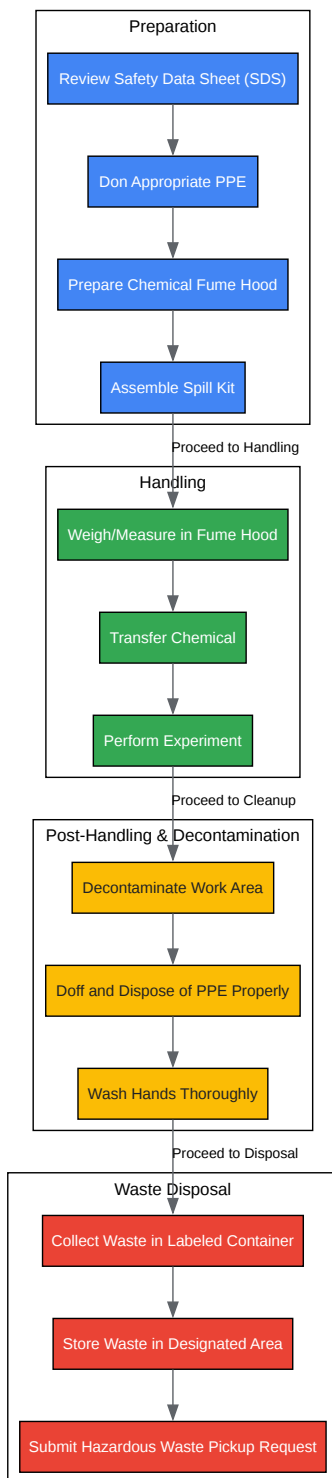 Preparation
Review Safety Data Sheet (SDS)
Don Appropriate PPE
Prepare Chemical Fume Hood
Assemble Spill Kit
Proceed to Handling
Handling
Weigh/Measure in Fume Hood
Transfer Chemical
Perform Experiment
Proceed to Cleanup
Post-Handling & Decontamination
Decontaminate Work Area
Doff and Dispose of PPE Properly
Wash Hands Thoroughly
Proceed to Disposal
Waste Disposal
Collect Waste in Labeled Container
Store Waste in Designated Area
Submit Hazardous Waste Pickup Request